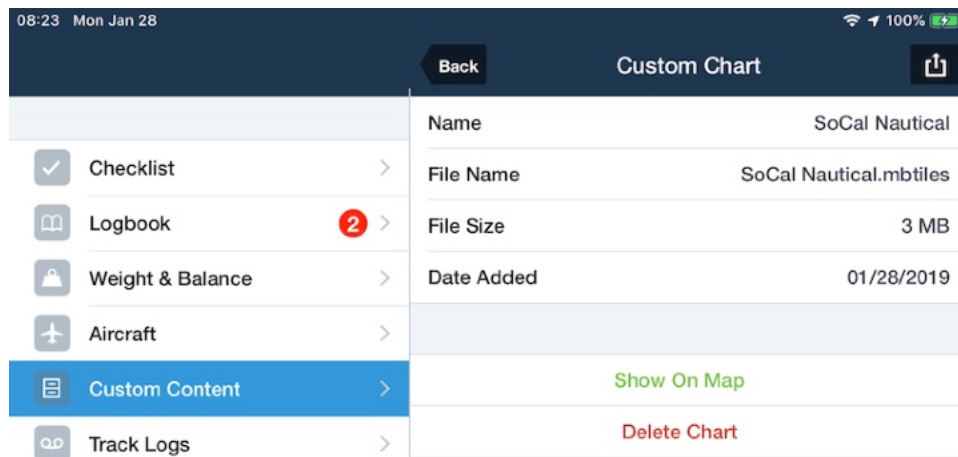 08:23 Mon Jan 28
100%
Back
Custom Chart
Checklist
Logbook
2
Weight & Balance
Aircraft
Custom Content
Track Logs
Name
SoCal Nautical
File Name
SoCal Nautical.mbtiles
File Size
3 MB
Date Added
01/28/2019
Show On Map
Delete Chart